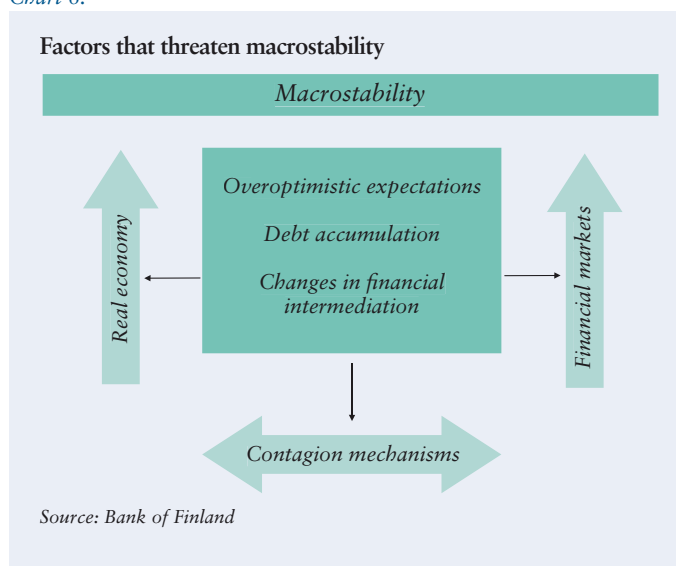 Factors that threaten macrostability
Macrostability
Overoptimistic expectations
Debt accumulation
Changes in financial
intermediation
Real economy
Financial markets
Contagion mechanisms
Source: Bank of Finland